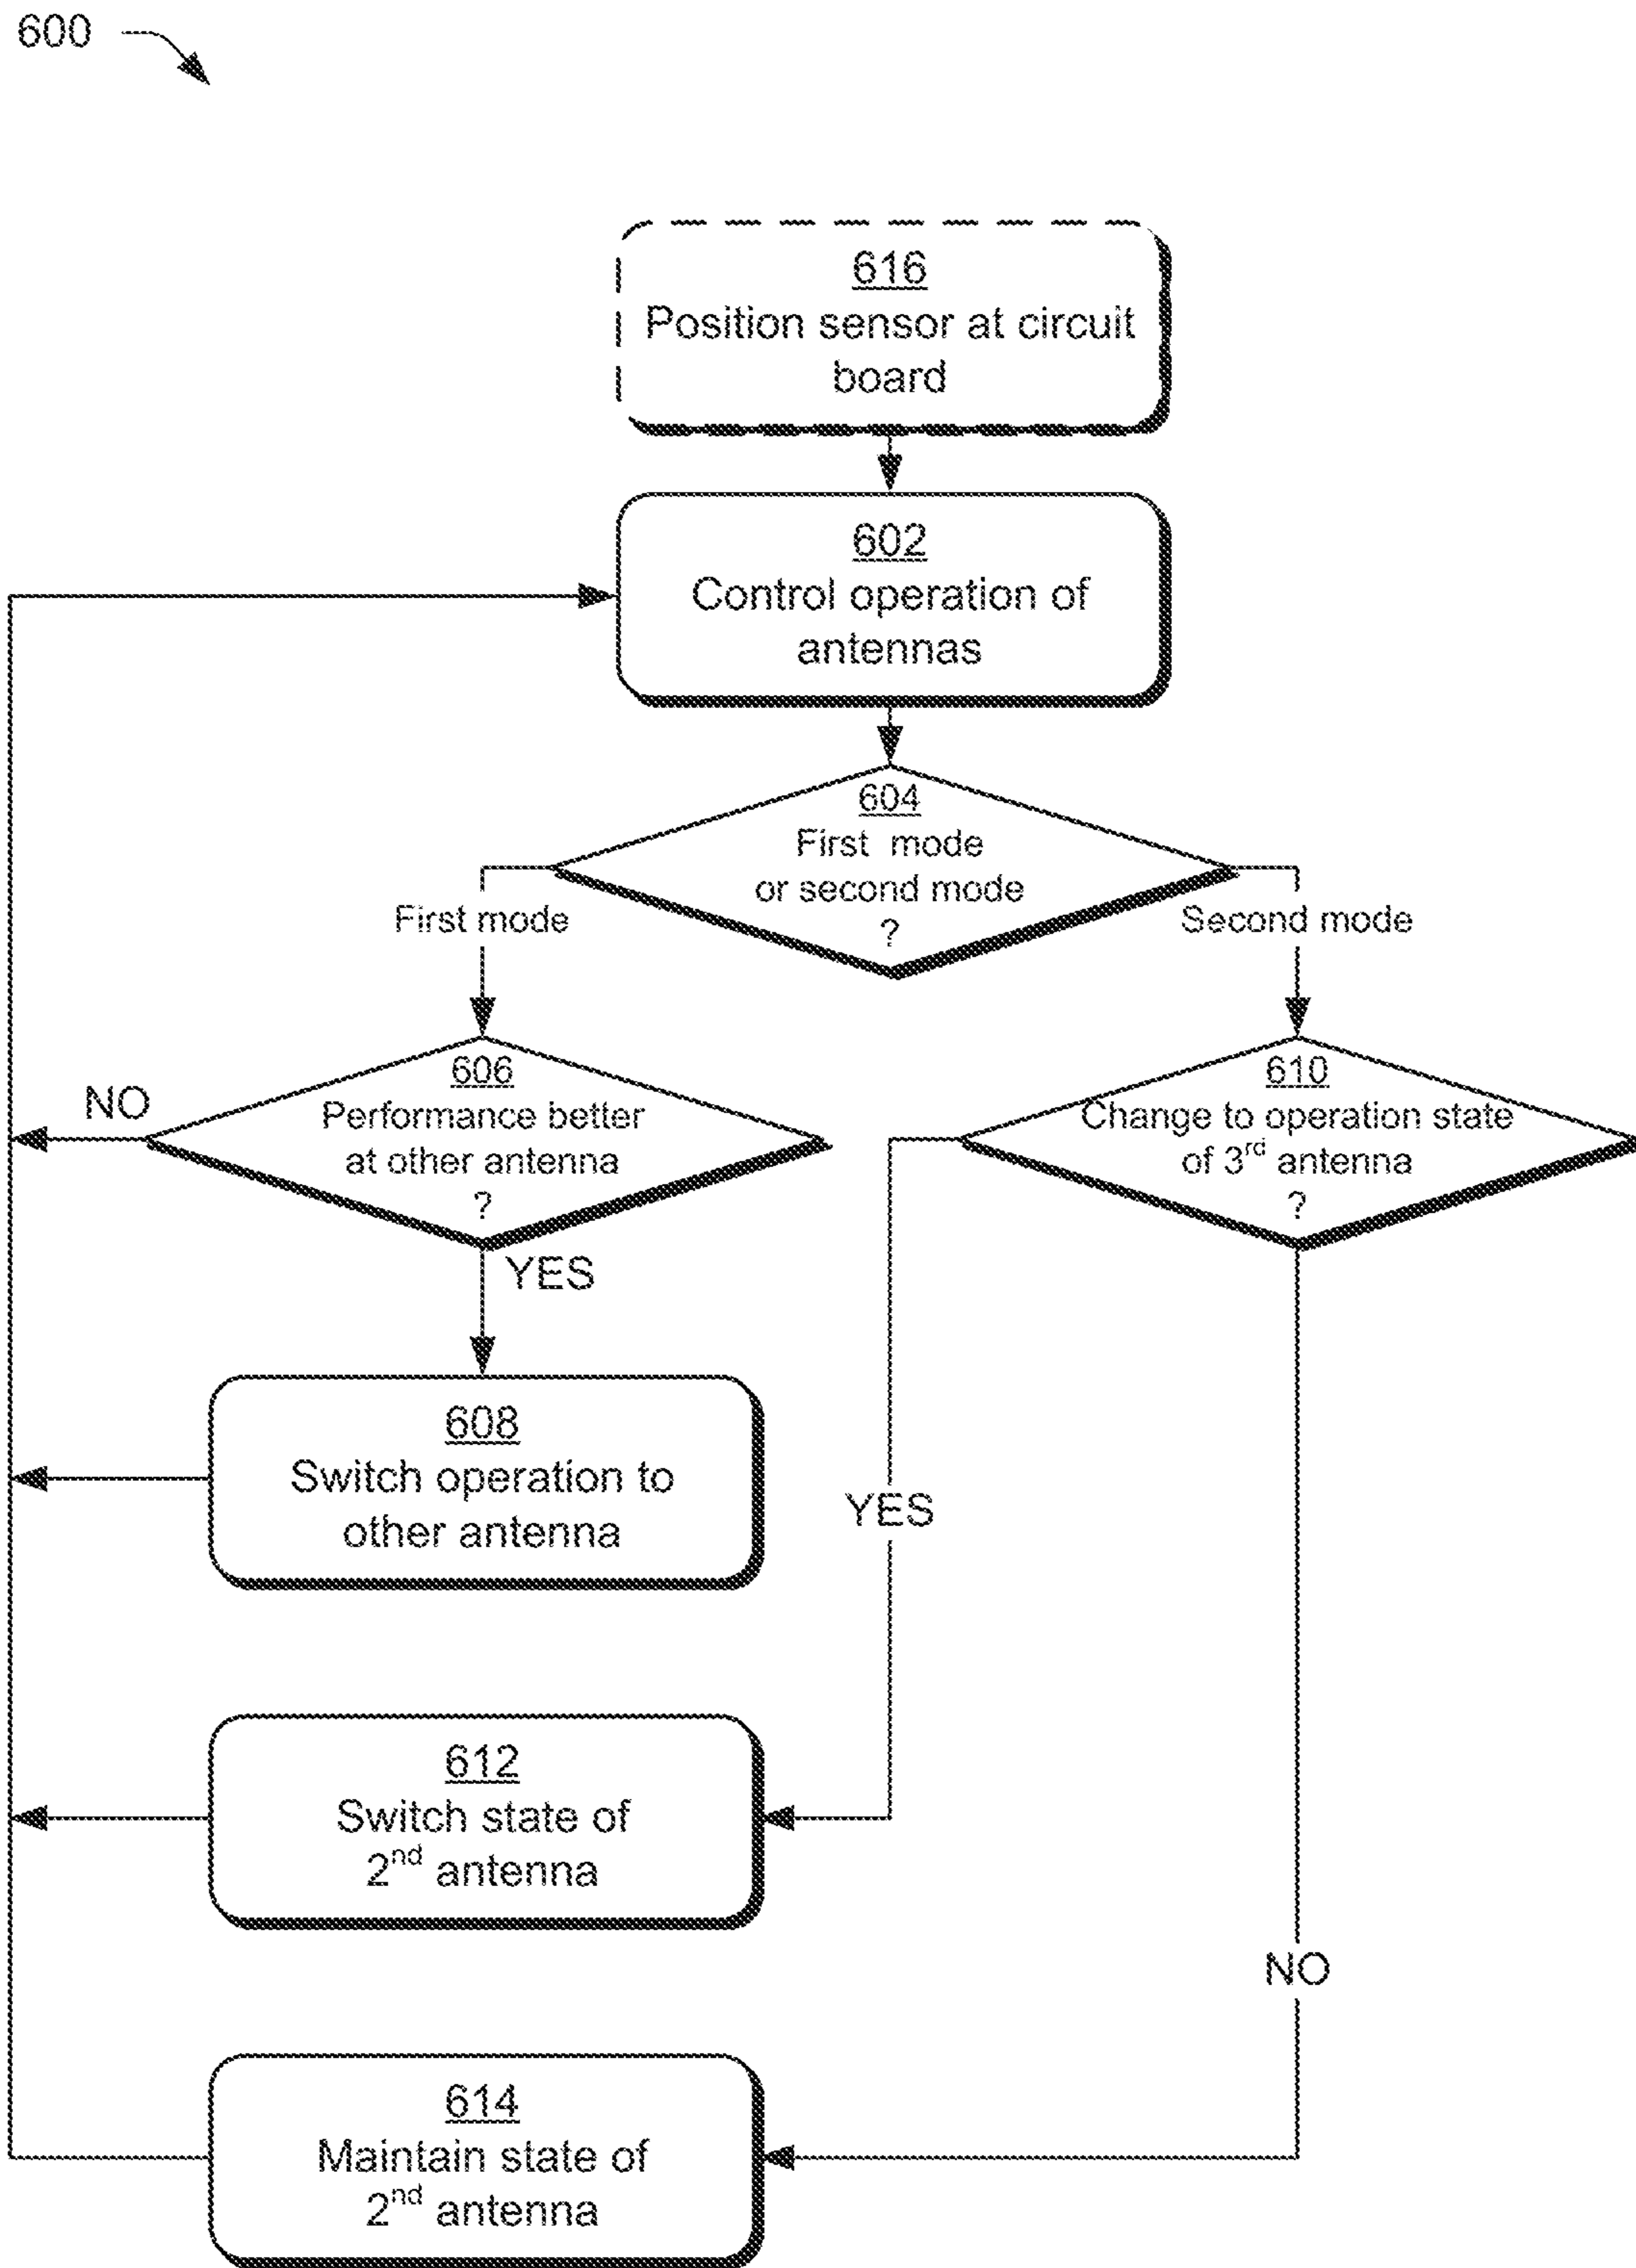 600
616
Position sensor at circuit
board
602
Control operation of
antennas
604
First mode
or second mode
?
First mode
Second mode
606
Performance better
at other antenna
?
NO
YES
610
Change to operation state
of 3rd antenna
?
608
Switch operation to
other antenna
YES
612
Switch state of
2nd antenna
NO
614
Maintain state of
2nd antenna